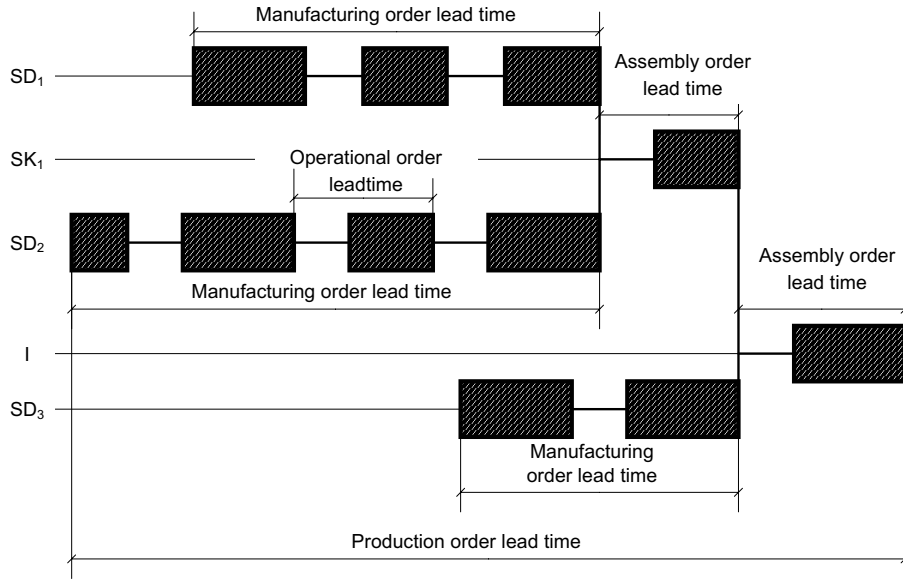 Manufacturing order lead time
SD1
Assembly order
lead time
SK1
Operational order
leadtime
SD2
Assembly order
lead time
Manufacturing order lead time
I
SD3
Manufacturing
order lead time
Production order lead time